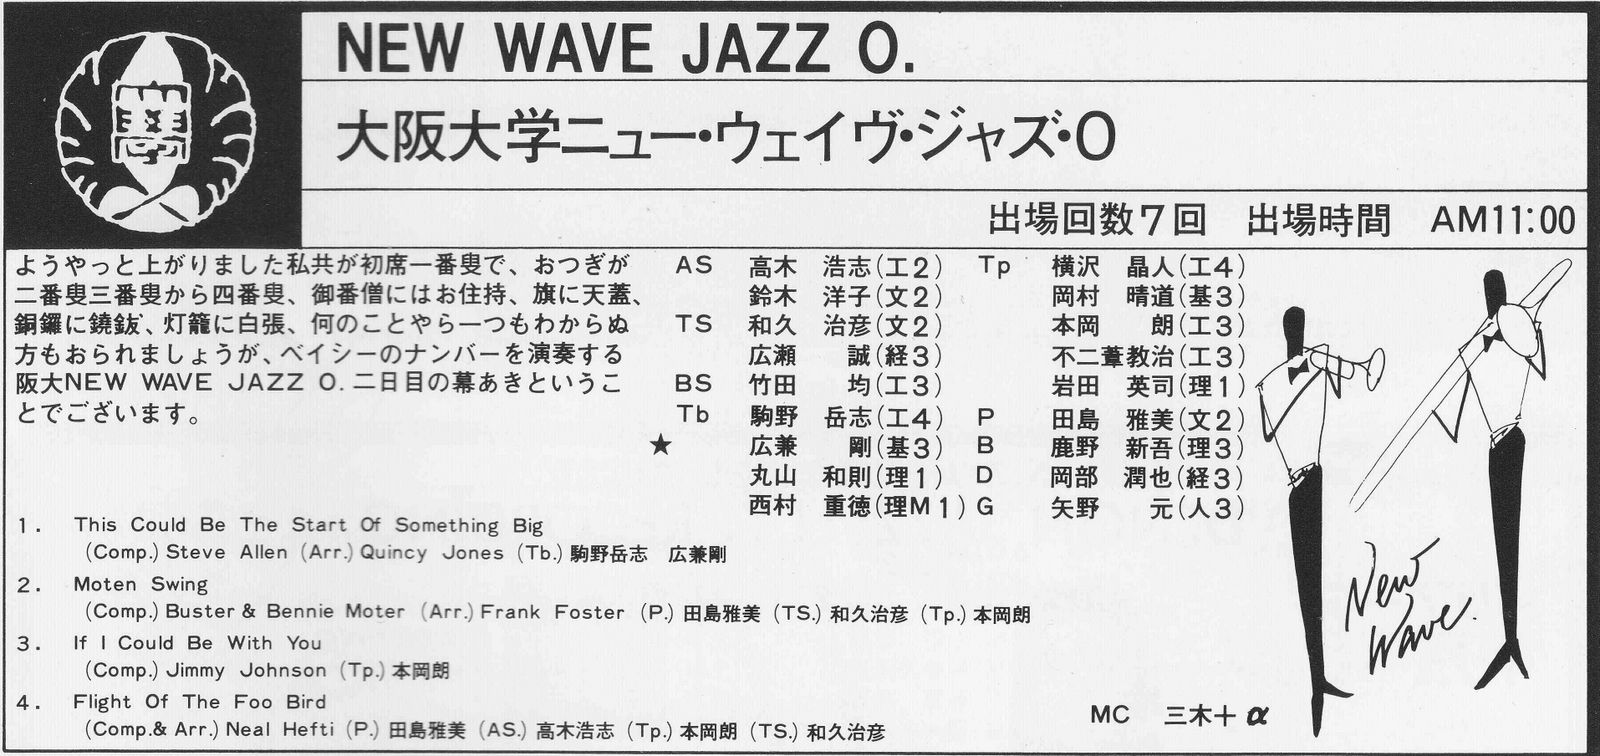 NEW WAVE JAZZ O.
大阪大学ニュー・ウェイヴ・ジャズ・O
出場回数7回 出場時間 AM11:00
ようやっと上がりました私共が初席一番叟で、おつぎが
二番叟三番叟から四番叟、御番僧にはお住持、旗に天蓋、
銅鑼に鐃鈸、灯籠に白張、何のことやら一つもわからぬ
方もおられましょうが、ベイシーのナンバーを演奏する
阪大NEW WAVE JAZZ O. 二日目の幕あきというこ
とでございます。
AS 高木 浩志(工2)
鈴木 洋子(文2)
TS 和久 治彦(文2)
広瀬 誠(経3)
BS 竹田 均(工3)
Tb 駒野 岳志(工4)
★ 広兼 剛(基3)
丸山 和則(理1)
西村 重徳(理M1)
Tp 横沢 晶人(工4)
岡村 晴道(基3)
本岡 朗(工3)
不二葦教治(工3)
岩田 英司(理1)
P 田島 雅美(文2)
B 鹿野 新吾(理3)
D 岡部 潤也(経3)
G 矢野 元(人3)
1. This Could Be The Start Of Something Big
(Comp.) Steve Allen (Arr.) Quincy Jones (Tb.) 駒野岳志 広兼剛
2. Moten Swing
(Comp.) Buster & Bennie Moter (Arr.) Frank Foster (P.) 田島雅美 (TS.) 和久治彦 (Tp.) 本岡朗
3. If I Could Be With You
(Comp.) Jimmy Johnson (Tp.) 本岡朗
4. Flight Of The Foo Bird
(Comp.& Arr.) Neal Hefti (P.) 田島雅美 (AS.) 高木浩志 (Tp.) 本岡朗 (TS.) 和久治彦
New
Wave.
MC 三木+α